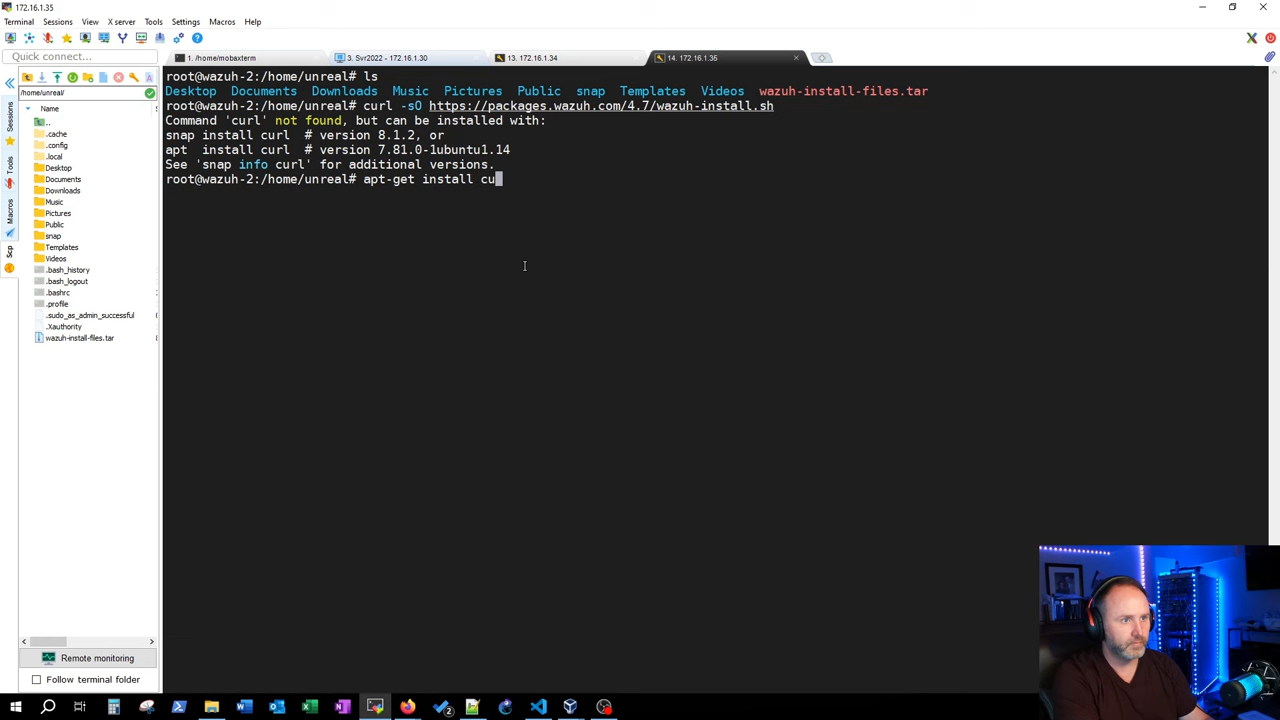 172.16.1.35
Terminal Sessions View X server Tools Settings Macros Help
Quick connect...
1. /home/mobaxterm
3. Svr2022 - 172.16.1.30
13. 172.16.1.34
14. 172.16.1.35
/home/unreal/
Name
..
.cache
.config
.local
Desktop
Documents
Downloads
Music
Pictures
Public
snap
Templates
Videos
.bash_history
.bash_logout
.bashrc
.profile
.sudo_as_admin_successful
.Xauthority
wazuh-install-files.tar
Sessions
Tools
Macros
Scp
root@wazuh-2:/home/unreal# ls
Desktop Documents Downloads Music Pictures Public snap Templates Videos wazuh-install-files.tar
root@wazuh-2:/home/unreal# curl -sO https://packages.wazuh.com/4.7/wazuh-install.sh
Command 'curl' not found, but can be installed with:
snap install curl # version 8.1.2, or
apt install curl # version 7.81.0-1ubuntu1.14
See 'snap info curl' for additional versions.
root@wazuh-2:/home/unreal# apt-get install cu
Remote monitoring
Follow terminal folder